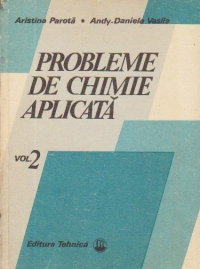 Aristina Parotă • Andy-Daniela Vasile
PROBLEME
DE CHIMIE
APLICATĂ
VOL.2
Editura Tehnică